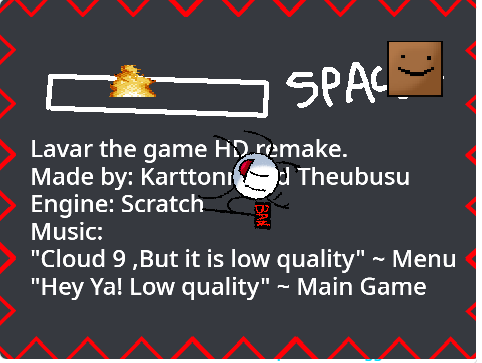 SPAC
Lavar the game HD remake.
Made by: Karttonn d Theubusu
Engine: Scratch
Music:
"Cloud 9 ,But it is low quality" ~ Menu
"Hey Ya! Low quality" ~ Main Game